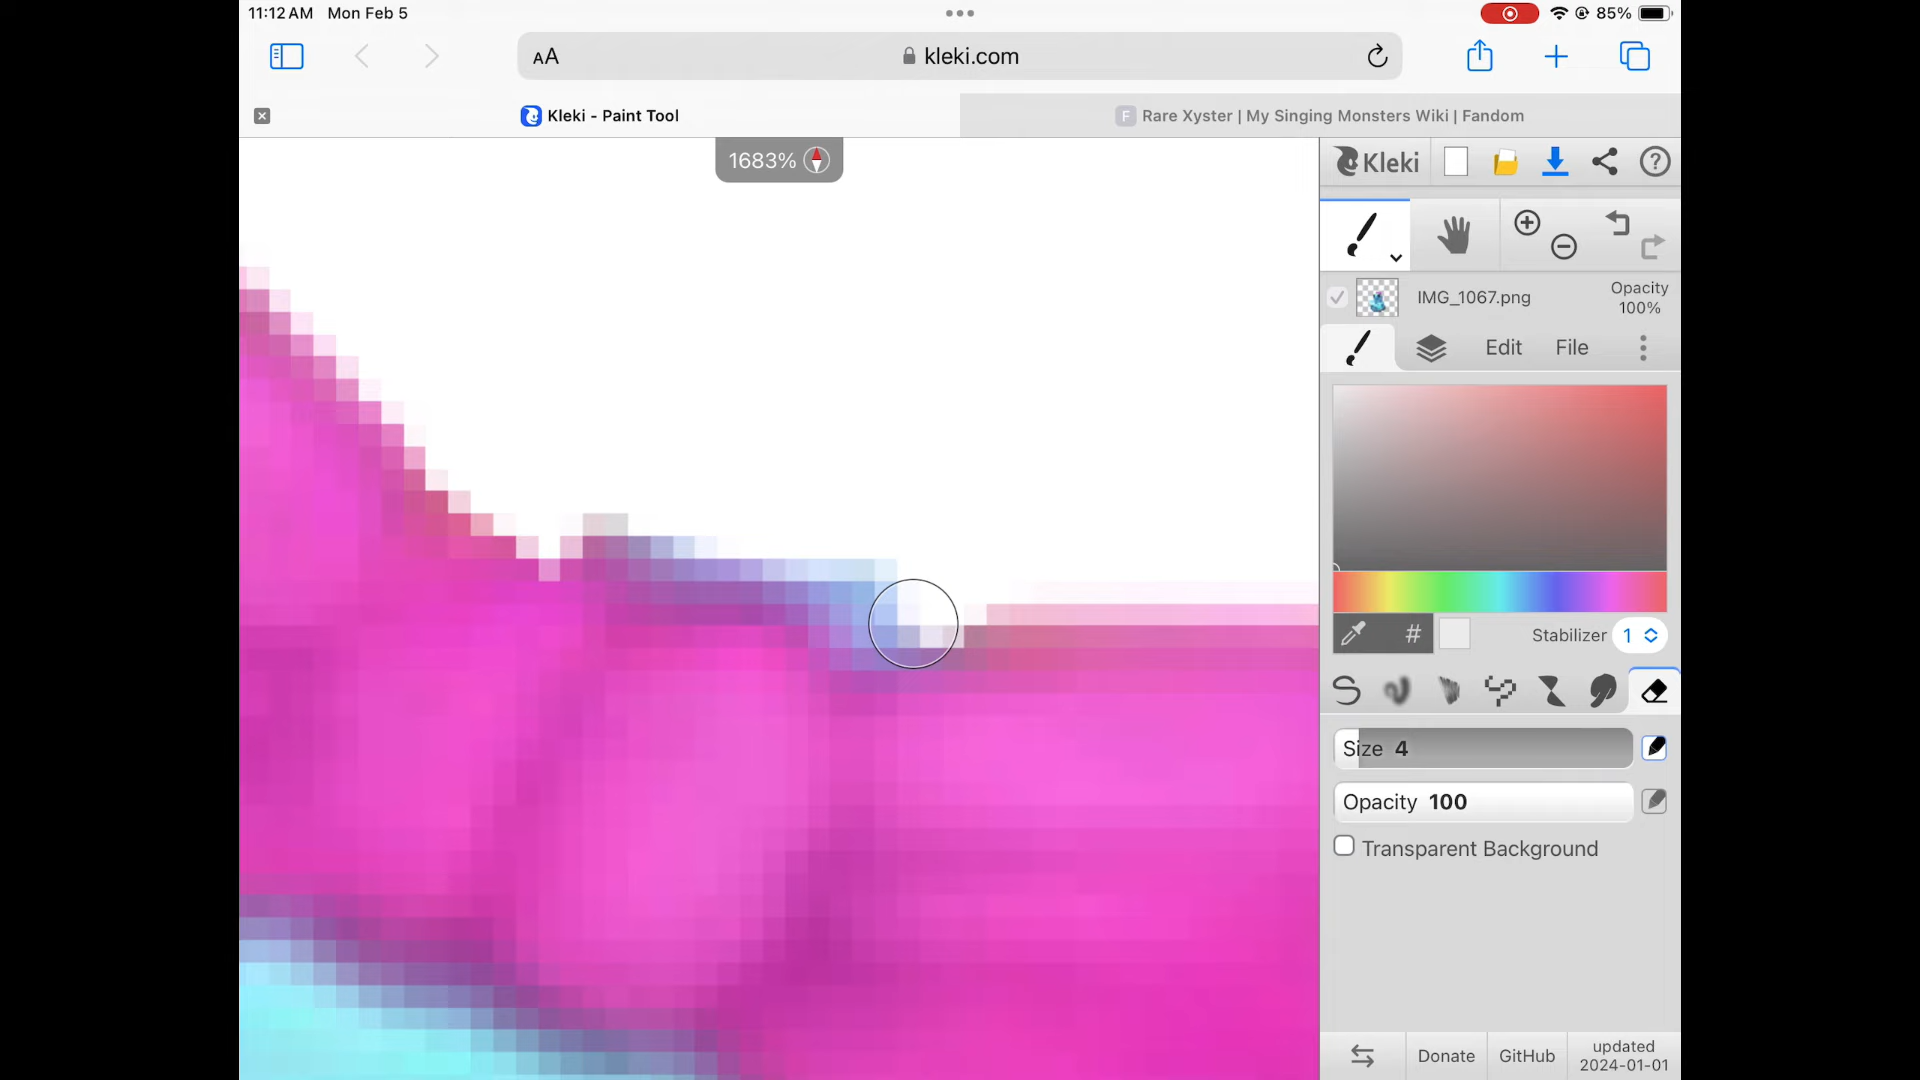 11:12 AM Mon Feb 5
85%
AA
kleki.com
Kleki - Paint Tool
F Rare Xyster | My Singing Monsters Wiki | Fandom
1683%
Kleki
?
IMG_1067.png
Opacity
100%
Edit
File
#
Stabilizer 1
Size 4
Opacity 100
Transparent Background
Donate
GitHub
updated
2024-01-01